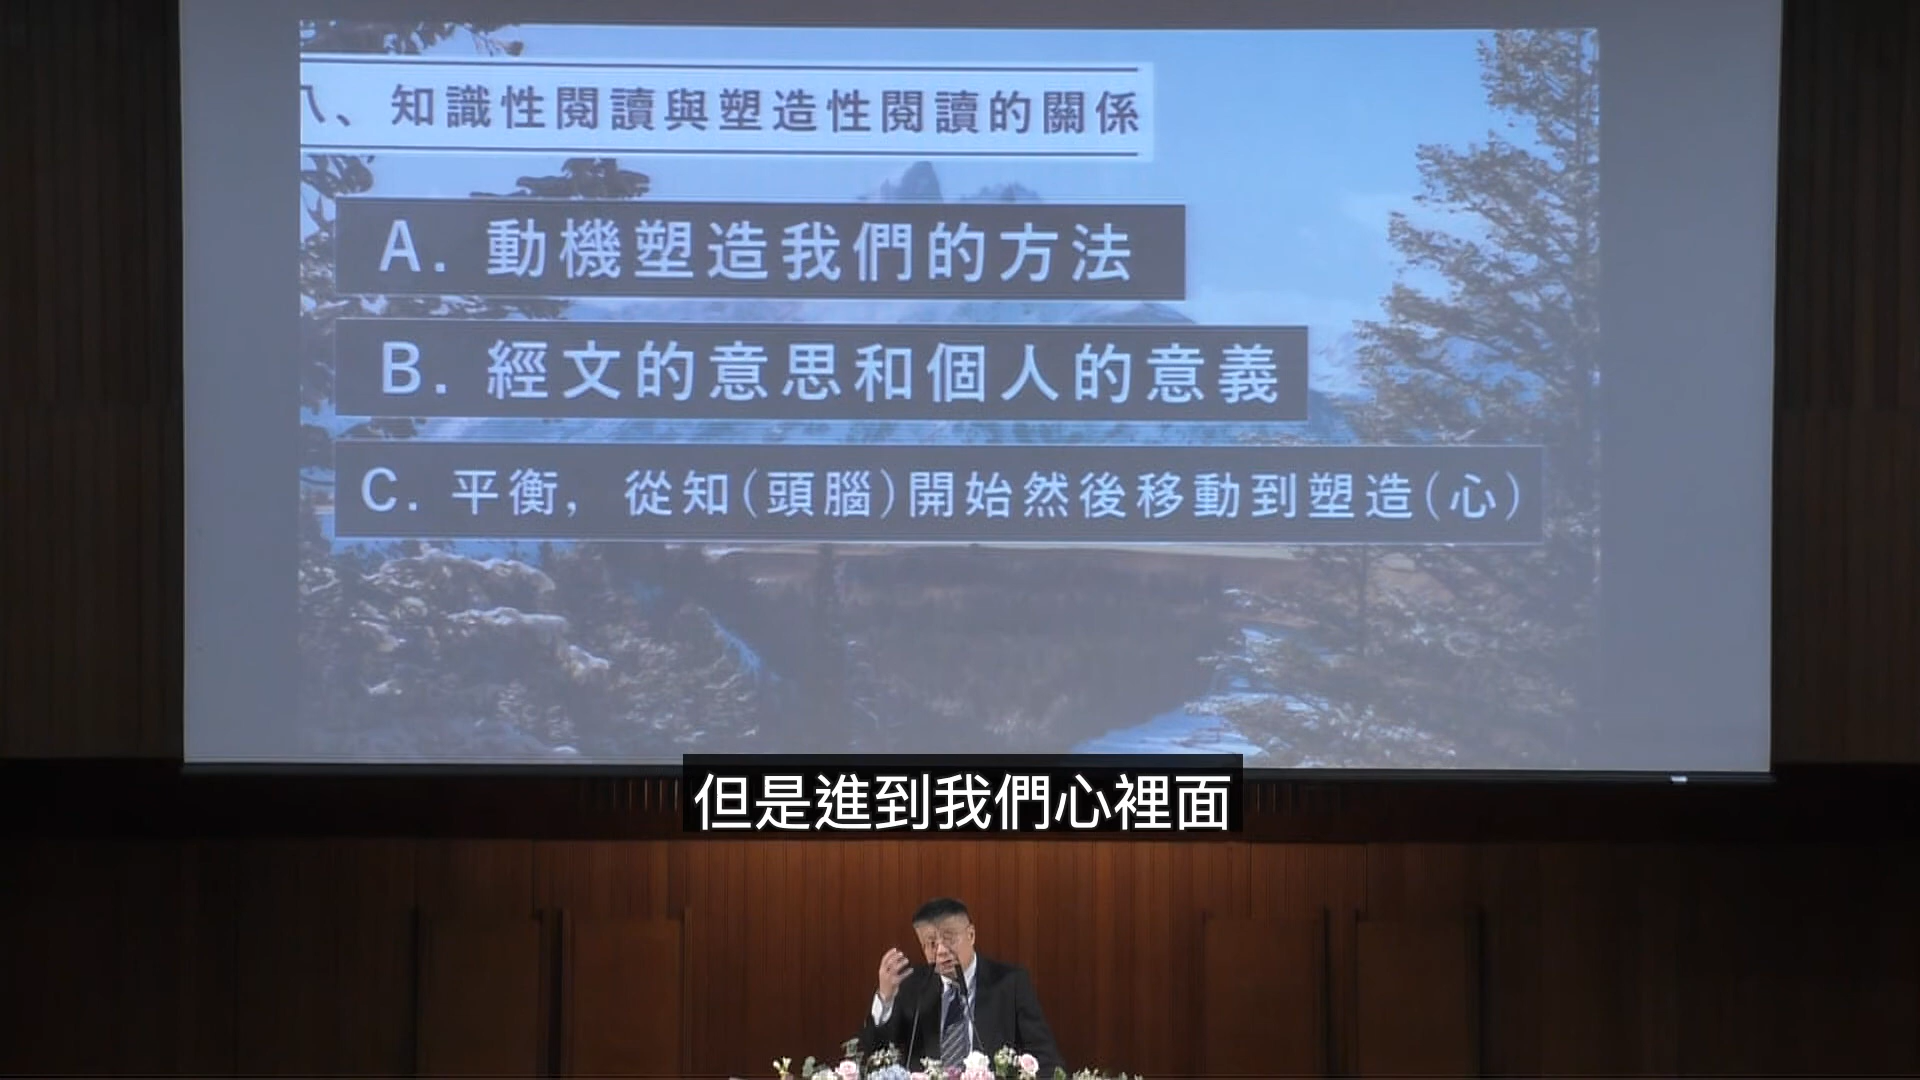 八、知識性閱讀與塑造性閱讀的關係
A. 動機塑造我們的方法
B. 經文的意思和個人的意義
C. 平衡, 從知(頭腦)開始然後移動到塑造(心)
但是進到我們心裡面